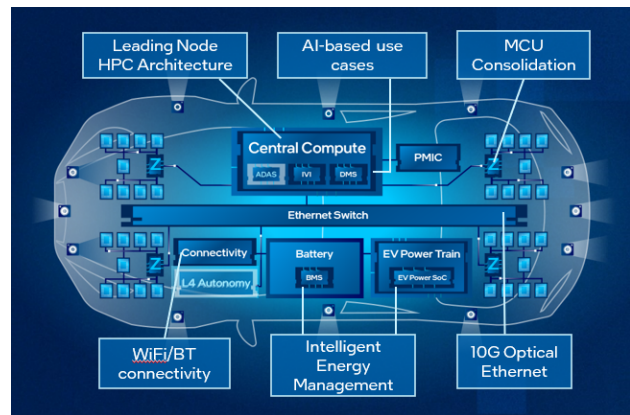 Leading Node
HPC Architecture
AI-based use
cases
MCU
Consolidation
Central Compute
ADAS
IVI
DMS
PMIC
Z
Z
Ethernet Switch
Connectivity
L4 Autonomy
Battery
BMS
EV Power Train
EV Power SoC
Z
Z
WiFi/BT
connectivity
Intelligent
Energy
Management
10G Optical
Ethernet